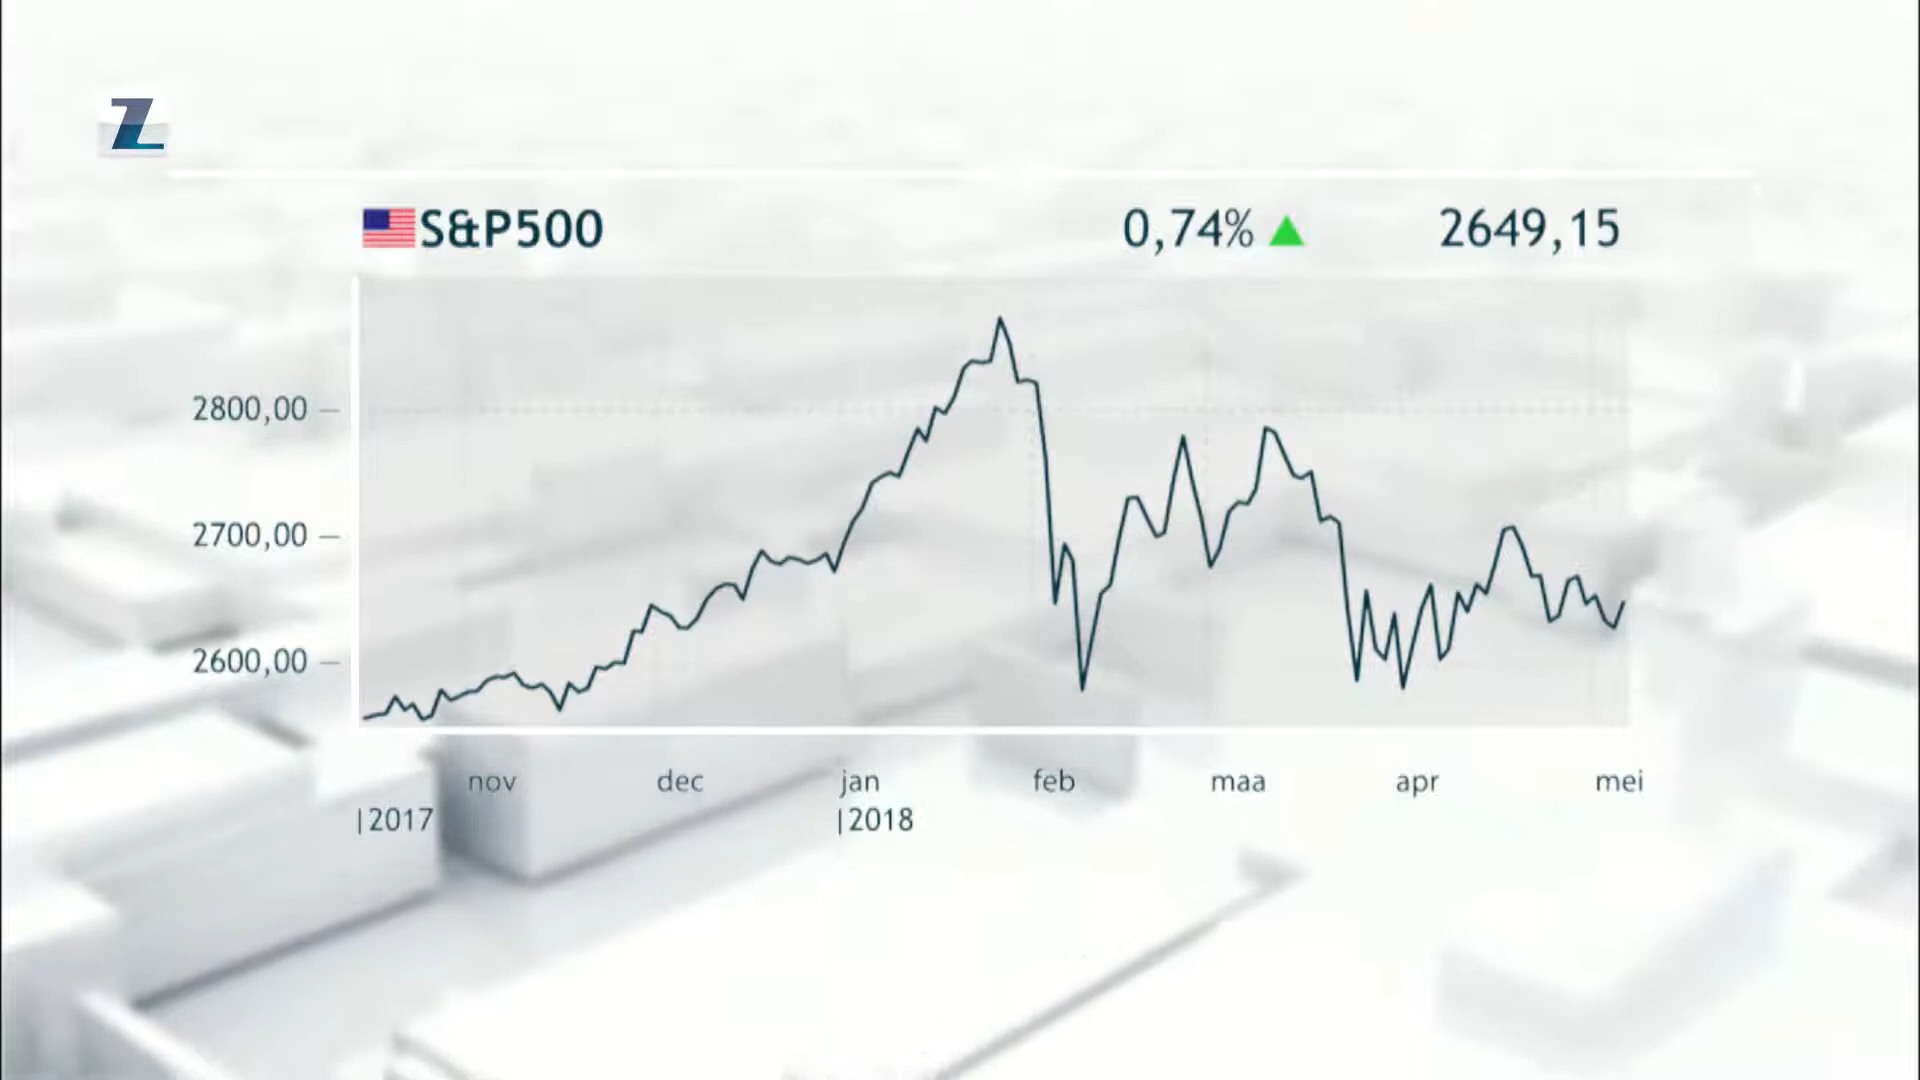 Z
S&P500 0,74% 2649,15
2800,00
2700,00
2600,00
nov dec jan feb maa apr mei
|2017 |2018